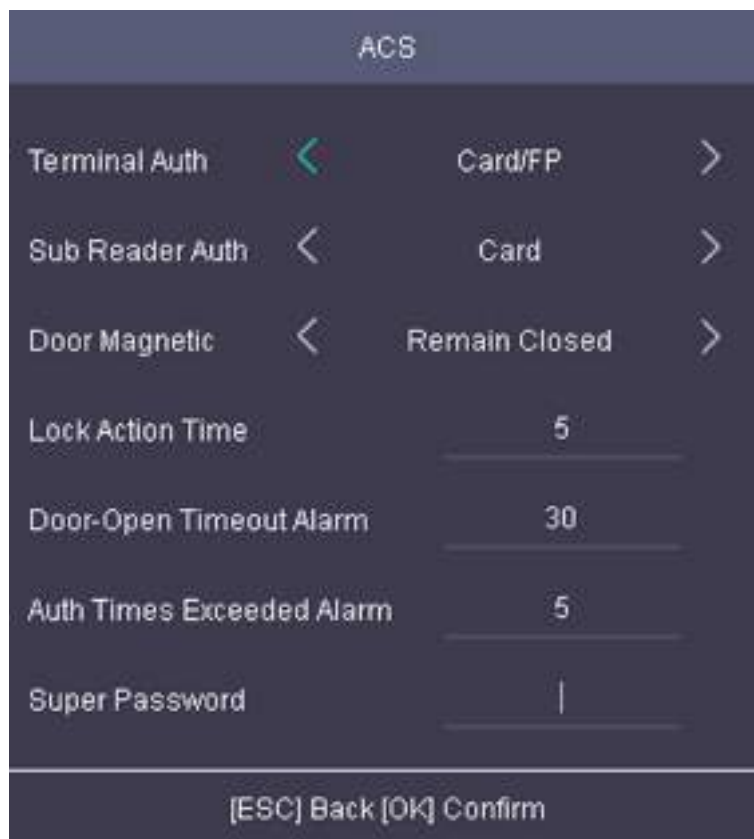 ACS
Terminal Auth < Card/FP >
Sub Reader Auth < Card >
Door Magnetic < Remain Closed >
Lock Action Time 5
Door-Open Timeout Alarm 30
Auth Times Exceeded Alarm 5
Super Password
[ESC] Back [OK] Confirm